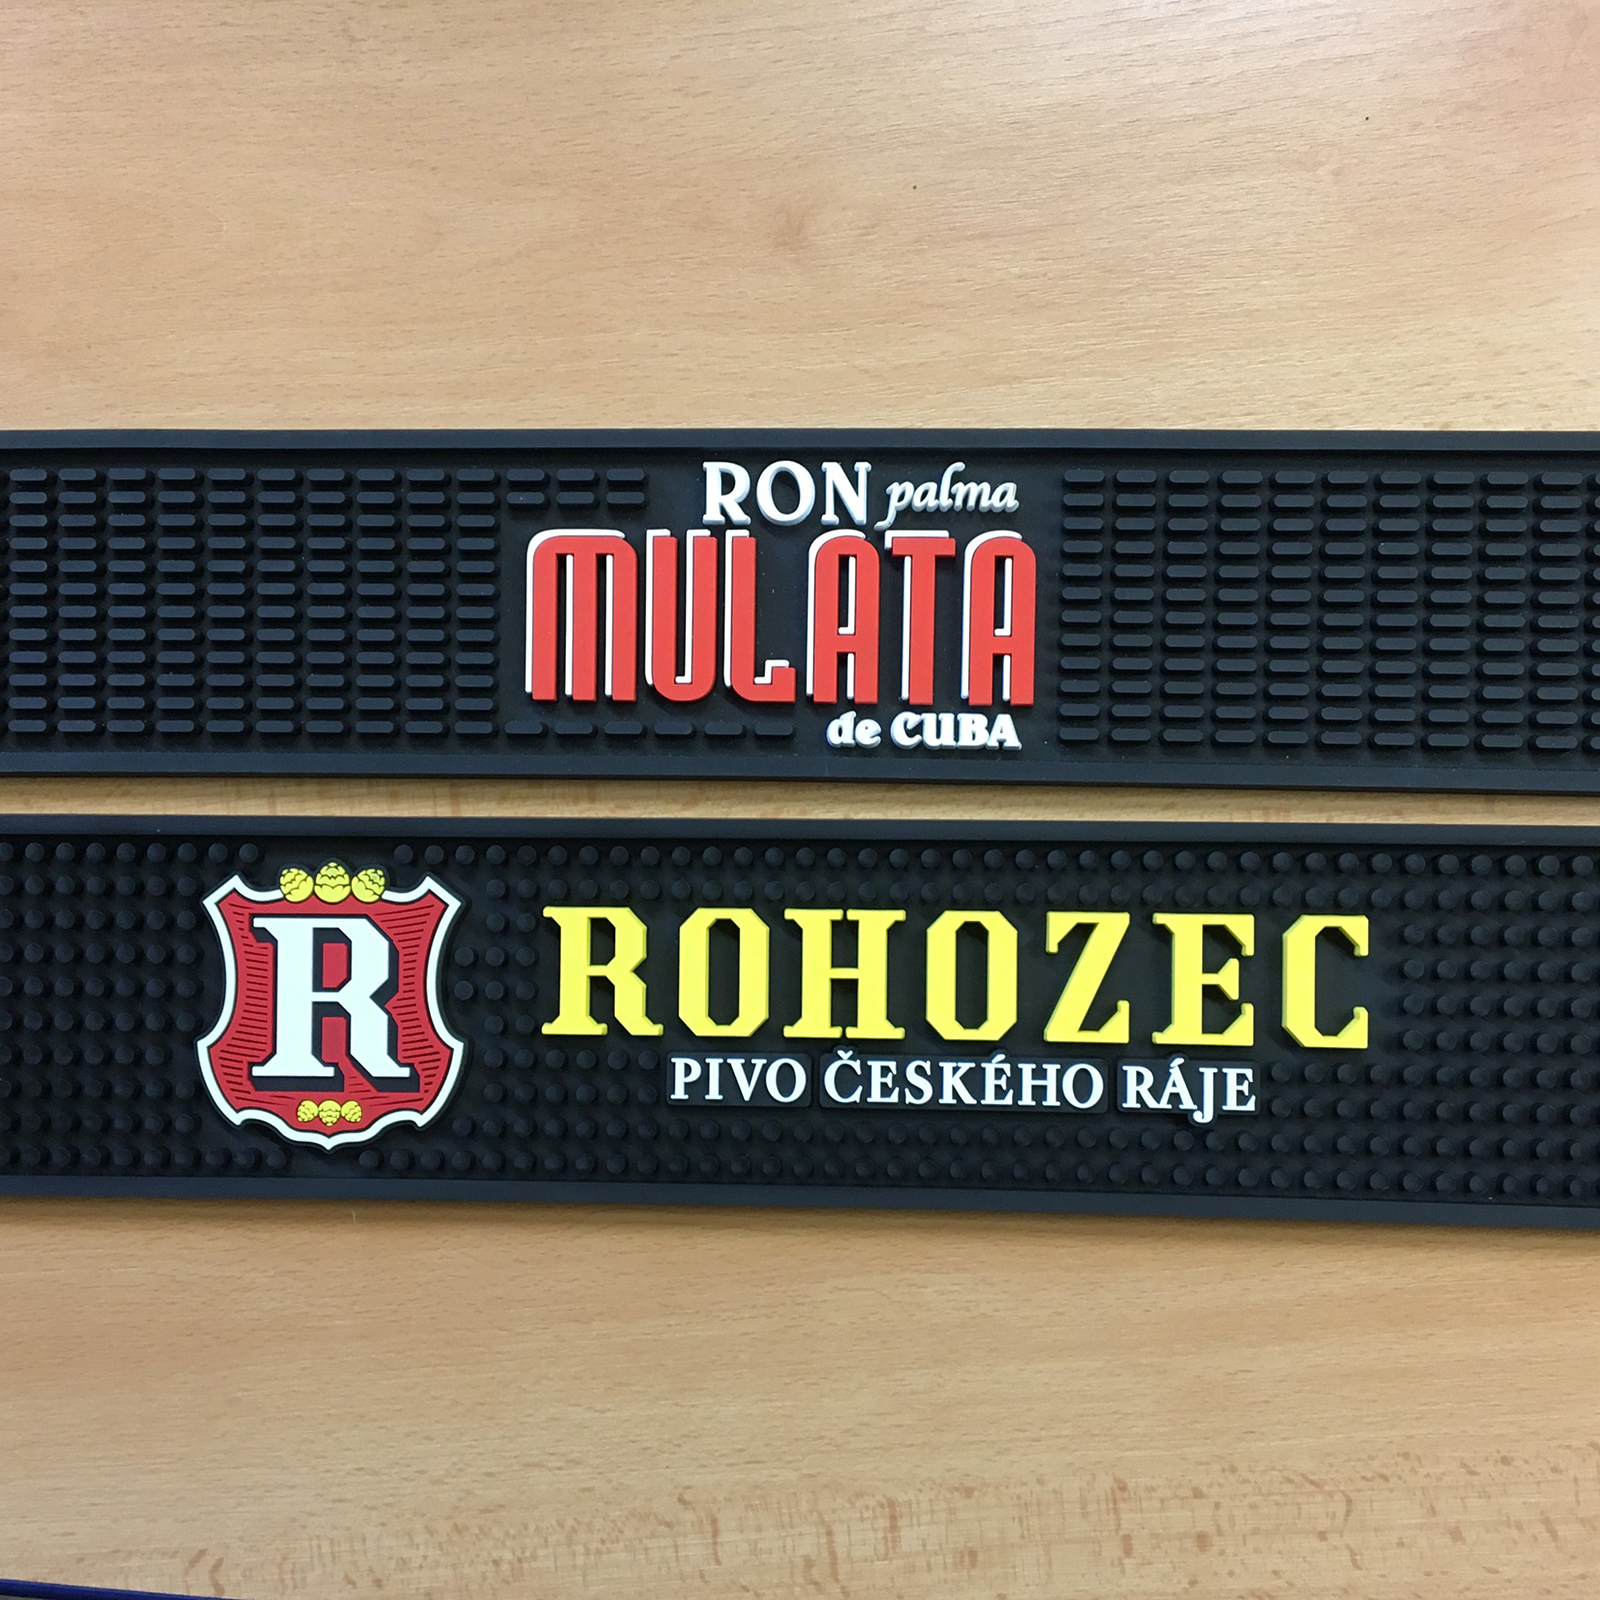 RON palma
MULATA
de CUBA
R
ROHOZEC
PIVO ČESKÉHO RÁJE